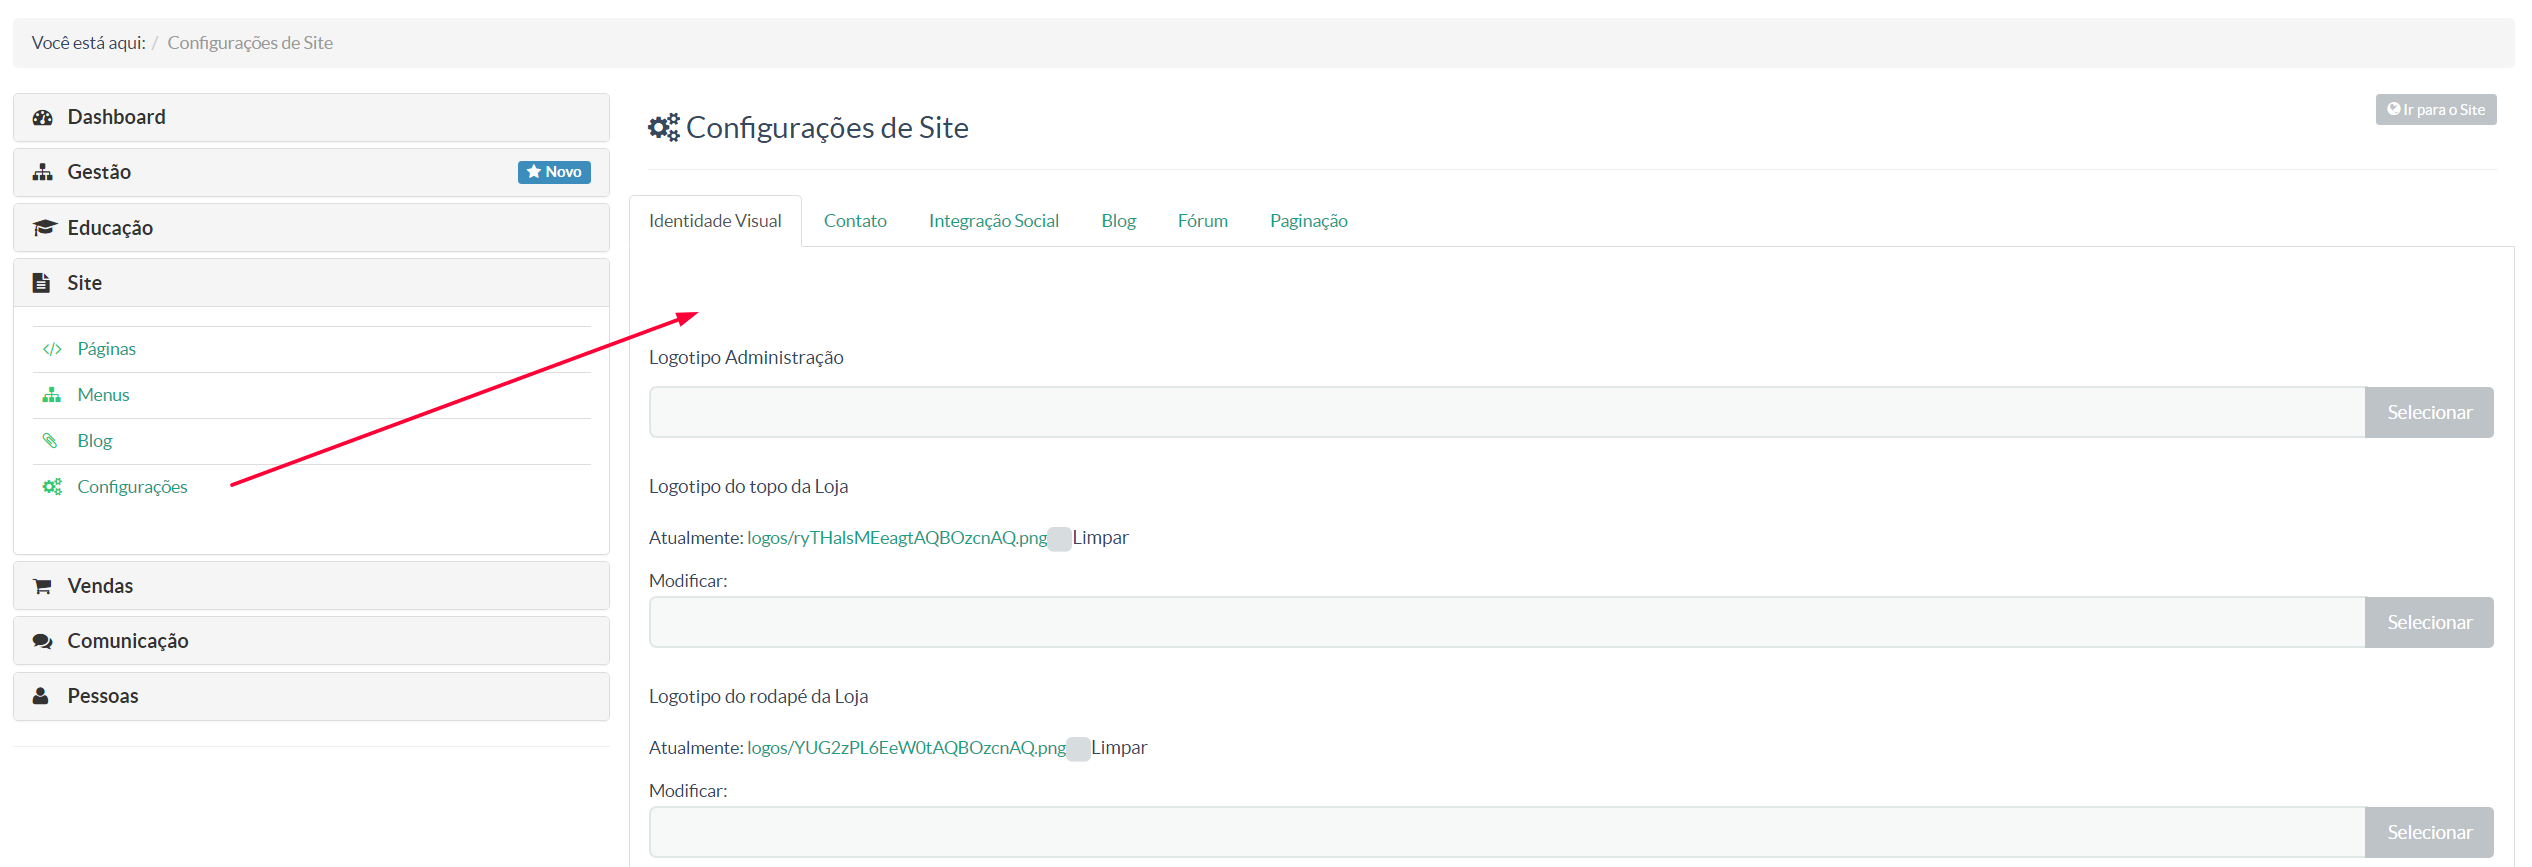 Você está aqui: / Configurações de Site
Dashboard
Gestão
Novo
Educação
Site
Páginas
Menus
Blog
Configurações
Vendas
Comunicação
Pessoas
Configurações de Site
Ir para o Site
Identidade Visual Contato Integração Social Blog Fórum Paginação
Logotipo Administração
Selecionar
Logotipo do topo da Loja
Atualmente: logos/ryTHalsMEeagtAQBOzcnAQ.png Limpar
Modificar:
Selecionar
Logotipo do rodapé da Loja
Atualmente: logos/YUG2zPL6EeW0tAQBOzcnAQ.png Limpar
Modificar:
Selecionar